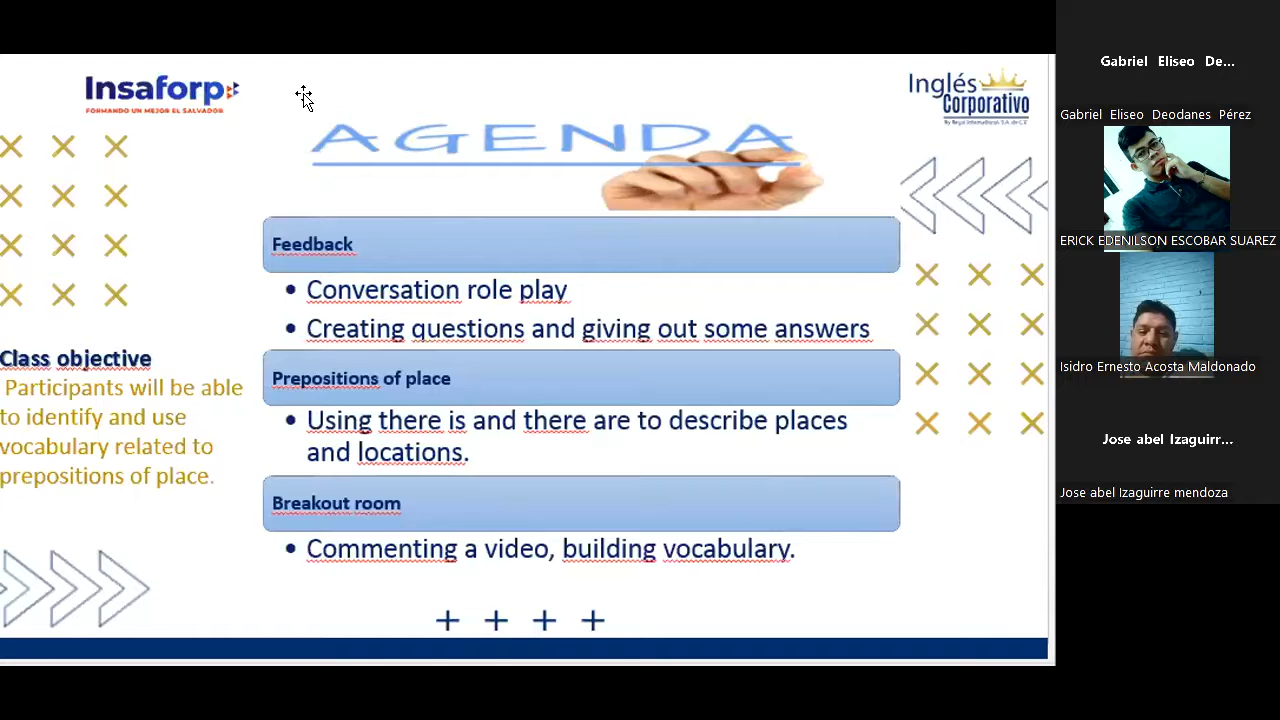 Insaforp
FORMANDO UN MEJOR EL SALVADOR
Inglés
Corporativo
AGENDA
Feedback
• Conversation role play
• Creating questions and giving out some answers
Prepositions of place
• Using there is and there are to describe places
and locations.
Breakout room
• Commenting a video, building vocabulary.
Class objective
Participants will be able
to identify and use
vocabulary related to
prepositions of place.
+ + + +
Gabriel Eliseo De...
Gabriel Eliseo Deodanes Pérez
ERICK EDENILSON ESCOBAR SUAREZ
Isidro Ernesto Acosta Maldonado
Jose abel Izaguirr...
Jose abel Izaguirre mendoza